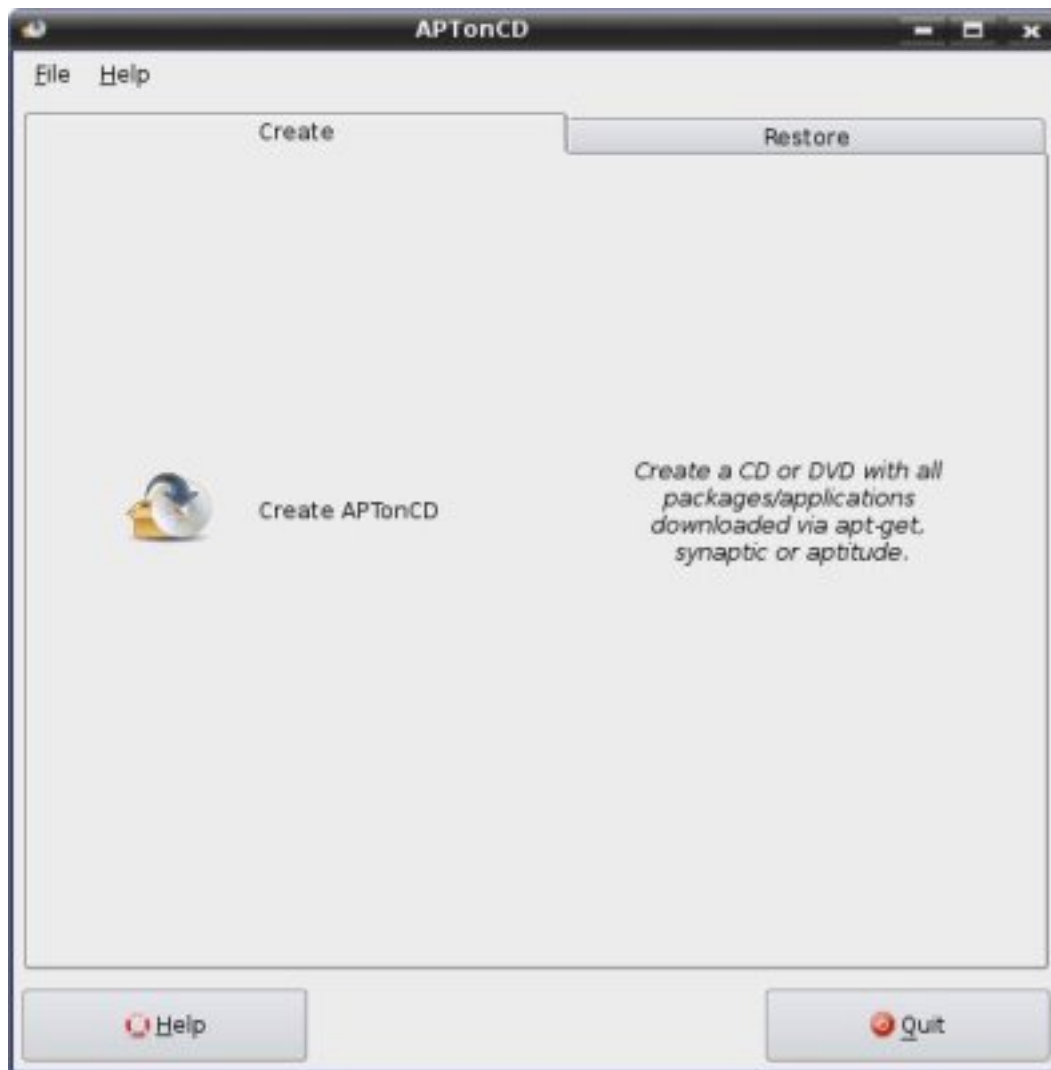 APTonCD
File Help
Create
Restore
Create APTonCD
Create a CD or DVD with all
packages/applications
downloaded via apt-get,
synaptic or aptitude.
Help
Quit